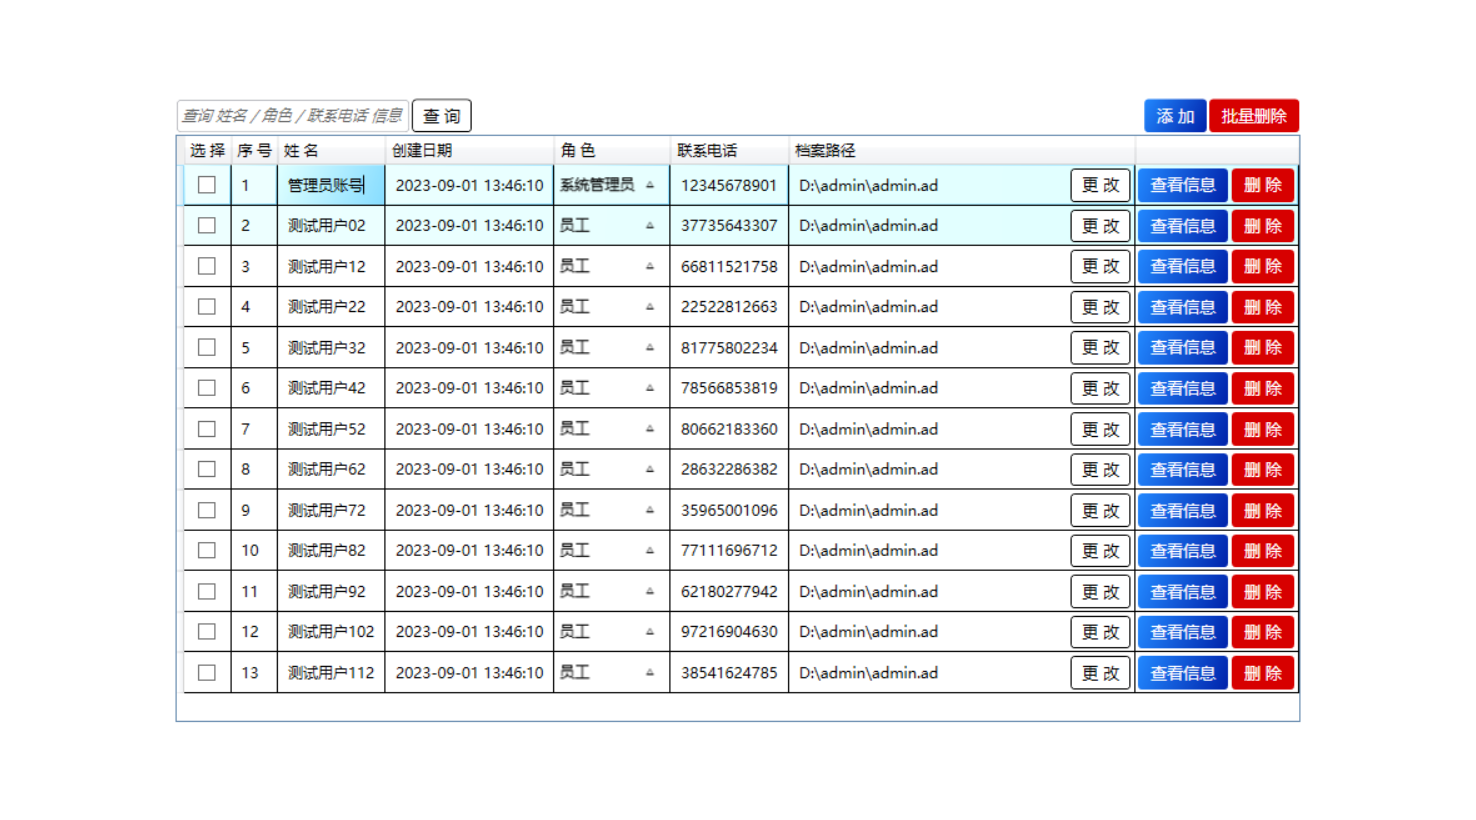 查询 姓名 / 角色 / 联系电话 信息 查 询 添 加 批量删除
选 择 序 号 姓 名 创建日期 角 色 联系电话 档案路径
1 管理员账号 2023-09-01 13:46:10 系统管理员 12345678901 D:\admin\admin.ad 更 改 查看信息 删 除
2 测试用户02 2023-09-01 13:46:10 员工 37735643307 D:\admin\admin.ad 更 改 查看信息 删 除
3 测试用户12 2023-09-01 13:46:10 员工 66811521758 D:\admin\admin.ad 更 改 查看信息 删 除
4 测试用户22 2023-09-01 13:46:10 员工 22522812663 D:\admin\admin.ad 更 改 查看信息 删 除
5 测试用户32 2023-09-01 13:46:10 员工 81775802234 D:\admin\admin.ad 更 改 查看信息 删 除
6 测试用户42 2023-09-01 13:46:10 员工 78566853819 D:\admin\admin.ad 更 改 查看信息 删 除
7 测试用户52 2023-09-01 13:46:10 员工 80662183360 D:\admin\admin.ad 更 改 查看信息 删 除
8 测试用户62 2023-09-01 13:46:10 员工 28632286382 D:\admin\admin.ad 更 改 查看信息 删 除
9 测试用户72 2023-09-01 13:46:10 员工 35965001096 D:\admin\admin.ad 更 改 查看信息 删 除
10 测试用户82 2023-09-01 13:46:10 员工 77111696712 D:\admin\admin.ad 更 改 查看信息 删 除
11 测试用户92 2023-09-01 13:46:10 员工 62180277942 D:\admin\admin.ad 更 改 查看信息 删 除
12 测试用户102 2023-09-01 13:46:10 员工 97216904630 D:\admin\admin.ad 更 改 查看信息 删 除
13 测试用户112 2023-09-01 13:46:10 员工 38541624785 D:\admin\admin.ad 更 改 查看信息 删 除